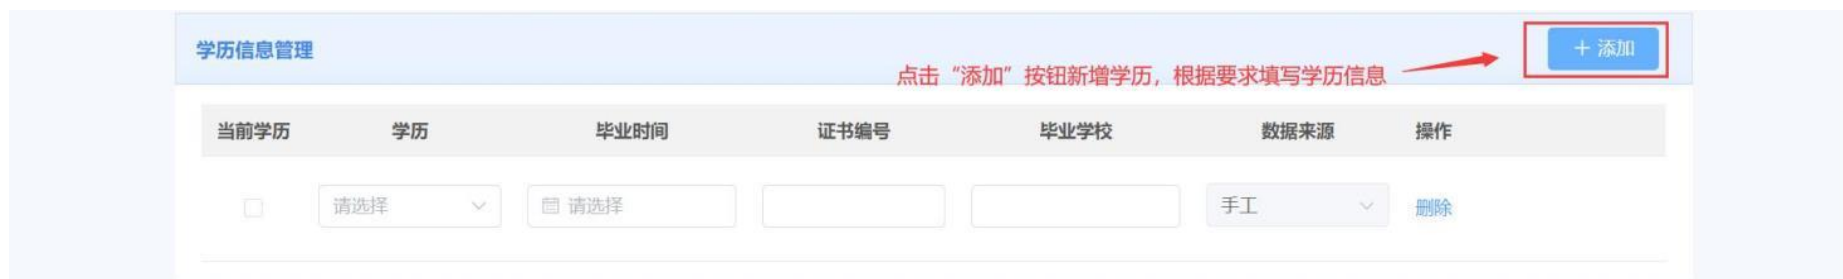 学历信息管理
+ 添加
点击“添加”按钮新增学历，根据要求填写学历信息
当前学历 学历 毕业时间 证书编号 毕业学校 数据来源 操作
请选择 请选择 手工 删除